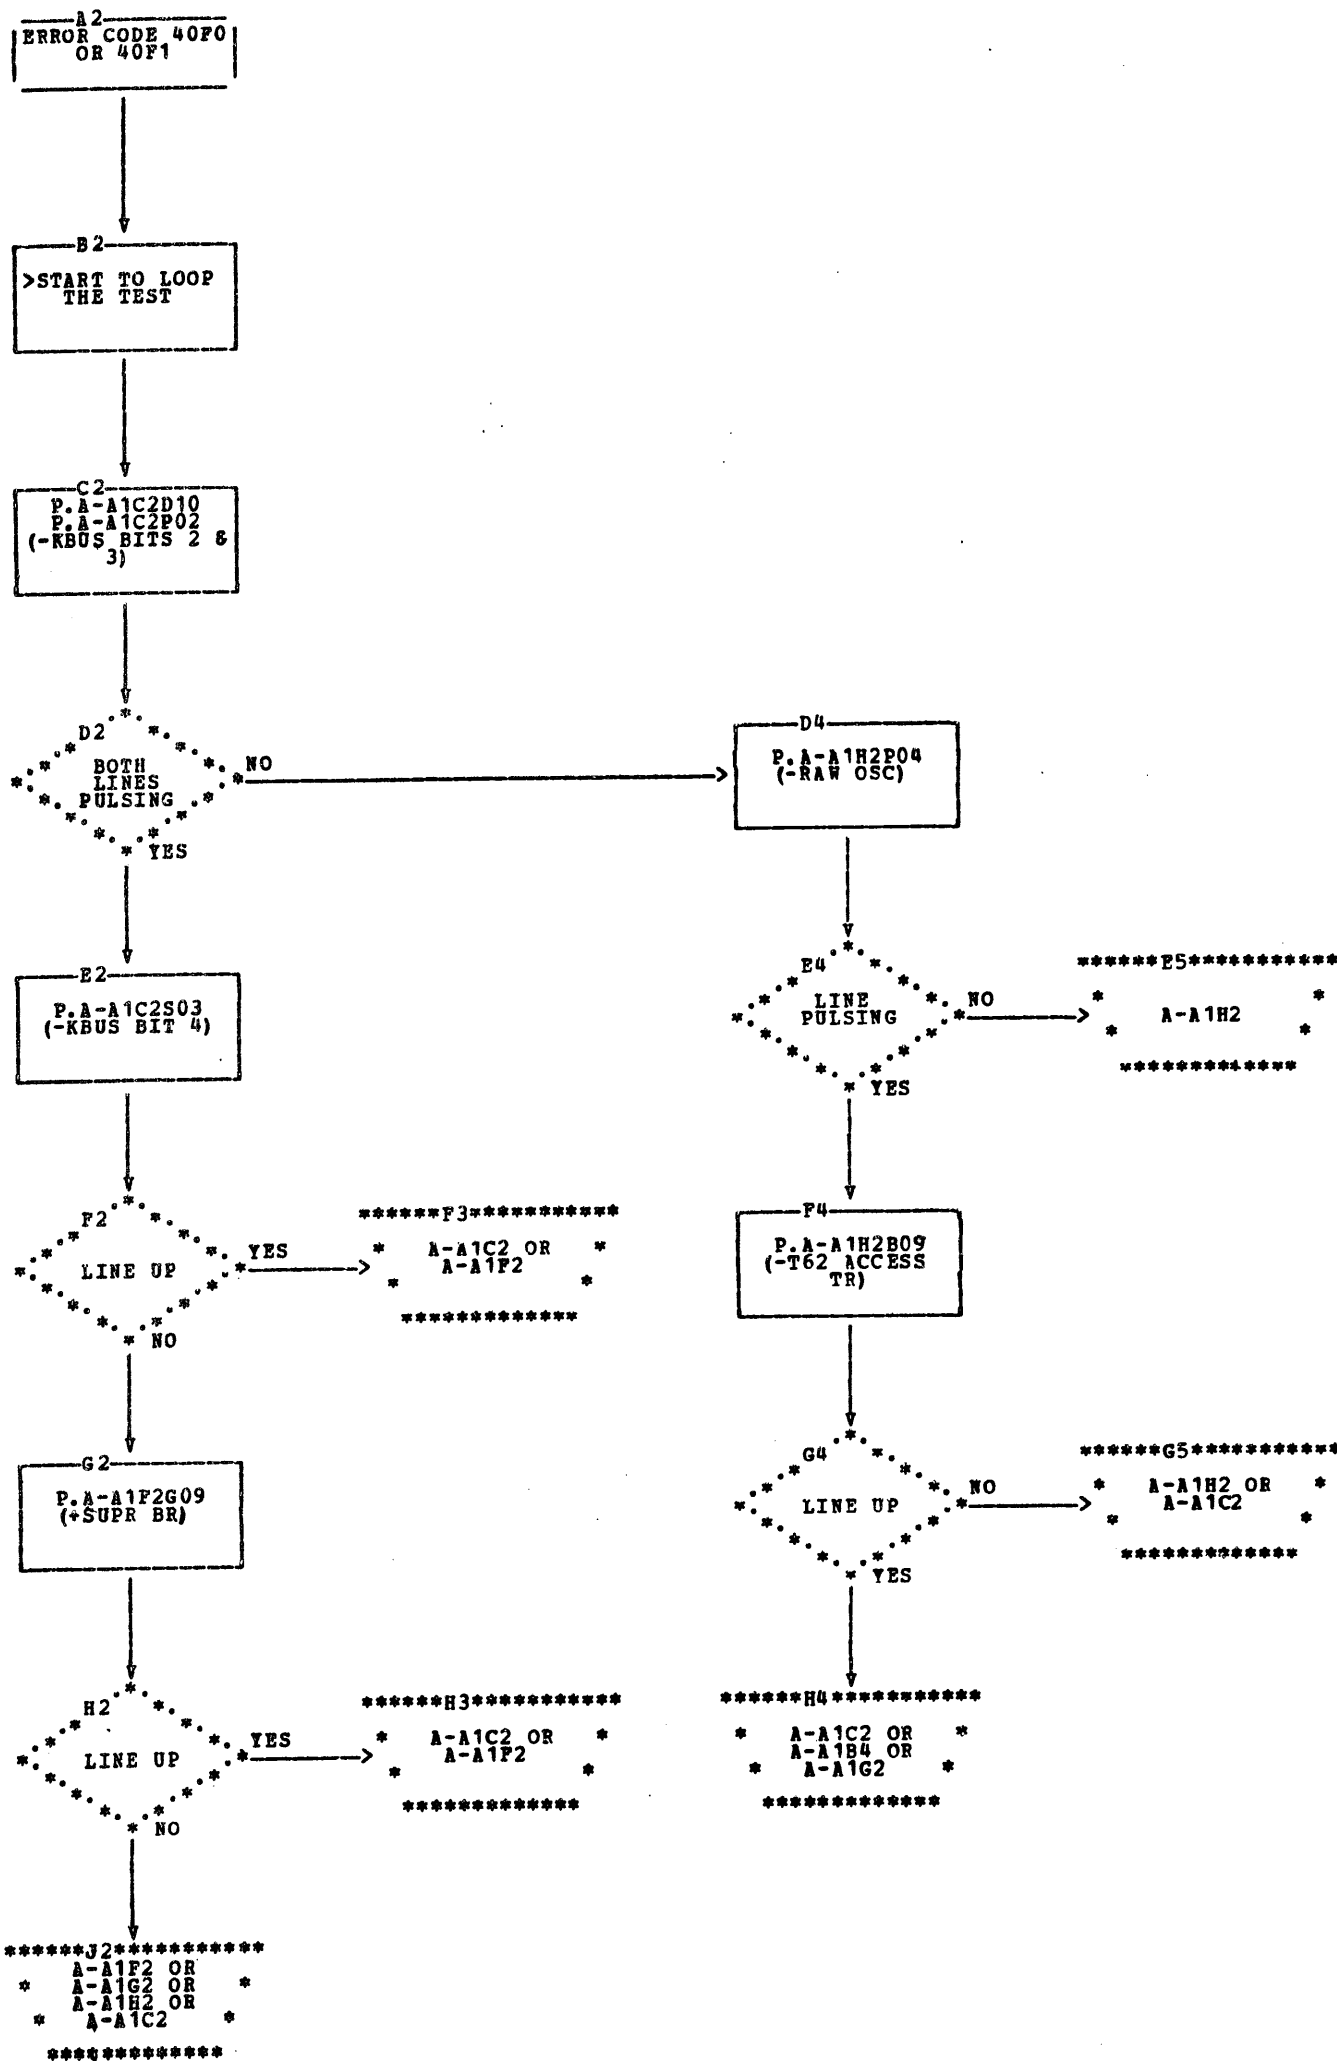 A2
ERROR CODE 40F0
OR 40F1
B2
>START TO LOOP
THE TEST
C2
P.A-A1C2D10
P.A-A1C2P02
(-KBUS BITS 2 &
3)
D2
BOTH
LINES
PULSING
NO
YES
D4
P.A-A1H2P04
(-RAW OSC)
E2
P.A-A1C2S03
(-KBUS BIT 4)
E4
LINE
PULSING
NO
YES
******E5***********
* A-A1H2 *
* *
*************
F2
LINE UP
YES
NO
******F3***********
* A-A1C2 OR *
A-A1F2
* *
*************
F4
P.A-A1H2B09
(-T62 ACCESS
TR)
G2
P.A-A1F2G09
(+SUPR BR)
G4
LINE UP
NO
YES
******G5***********
* A-A1H2 OR *
A-A1C2
* *
*************
H2
LINE UP
YES
NO
******H3***********
* A-A1C2 OR *
A-A1F2
* *
*************
******H4***********
* A-A1C2 OR *
A-A1B4 OR
* A-A1G2 *
*************
******J2***********
A-A1F2 OR
* A-A1G2 OR *
A-A1H2 OR
* A-A1C2 *
*************